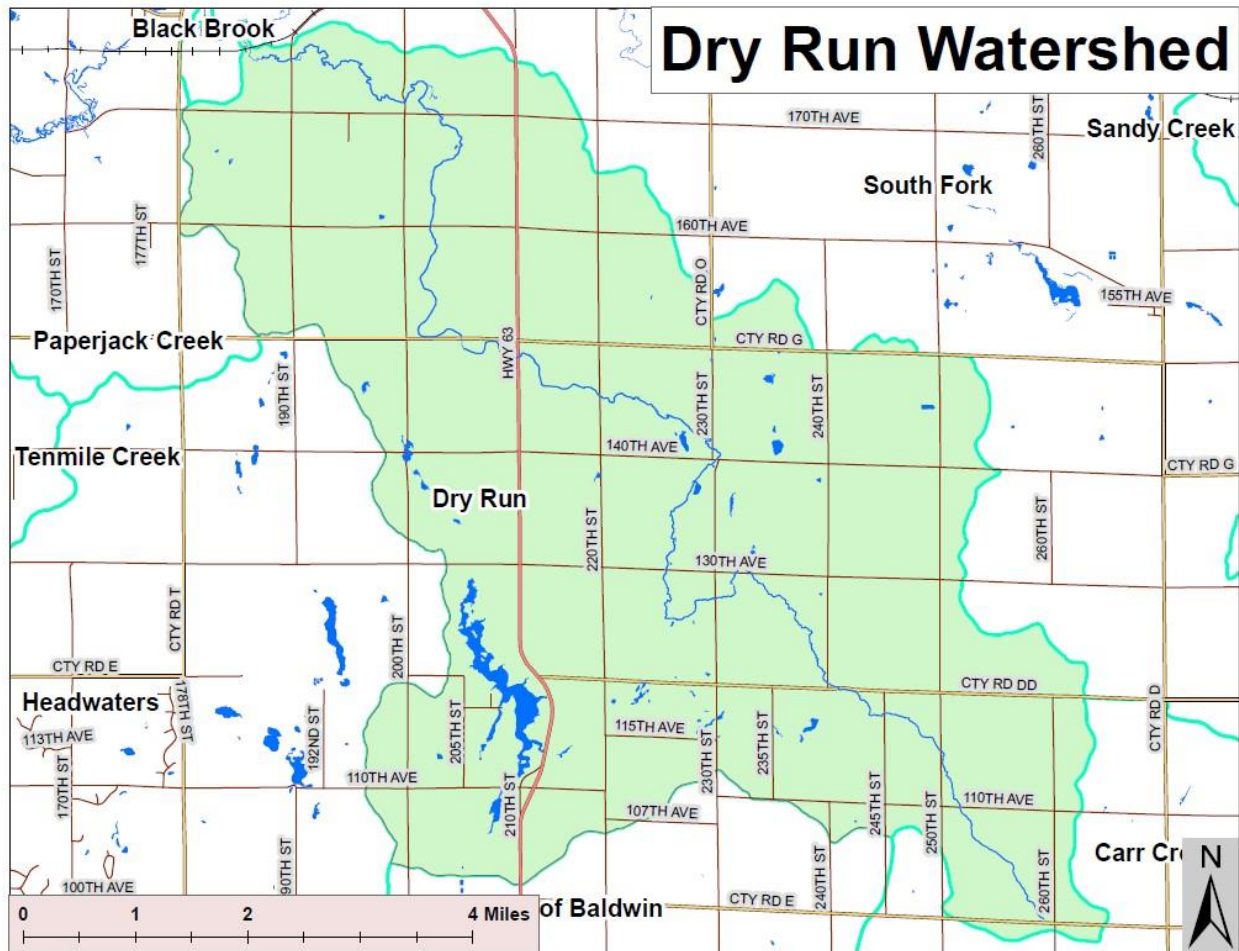 Black Brook
Dry Run Watershed
170TH AVE
260TH ST
Sandy Creek
South Fork
177TH ST
160TH AVE
170TH ST
CTY RD O
155TH AVE
Paperjack Creek
HWY 63
CTY RD G
190TH ST
230TH ST
240TH ST
140TH AVE
Tenmile Creek
CTY RD G
Dry Run
220TH ST
260TH ST
130TH AVE
CTY RD T
200TH ST
CTY RD E
CTY RD DD
Headwaters
178TH ST
CTY RD D
113TH AVE
192ND ST
205TH ST
115TH AVE
230TH ST
235TH ST
170TH ST
110TH AVE
210TH ST
107TH AVE
245TH ST
250TH ST
110TH AVE
Carr Cr
N
100TH AVE
90TH ST
240TH ST
260TH ST
of Baldwin
CTY RD E
0 1 2 4 Miles